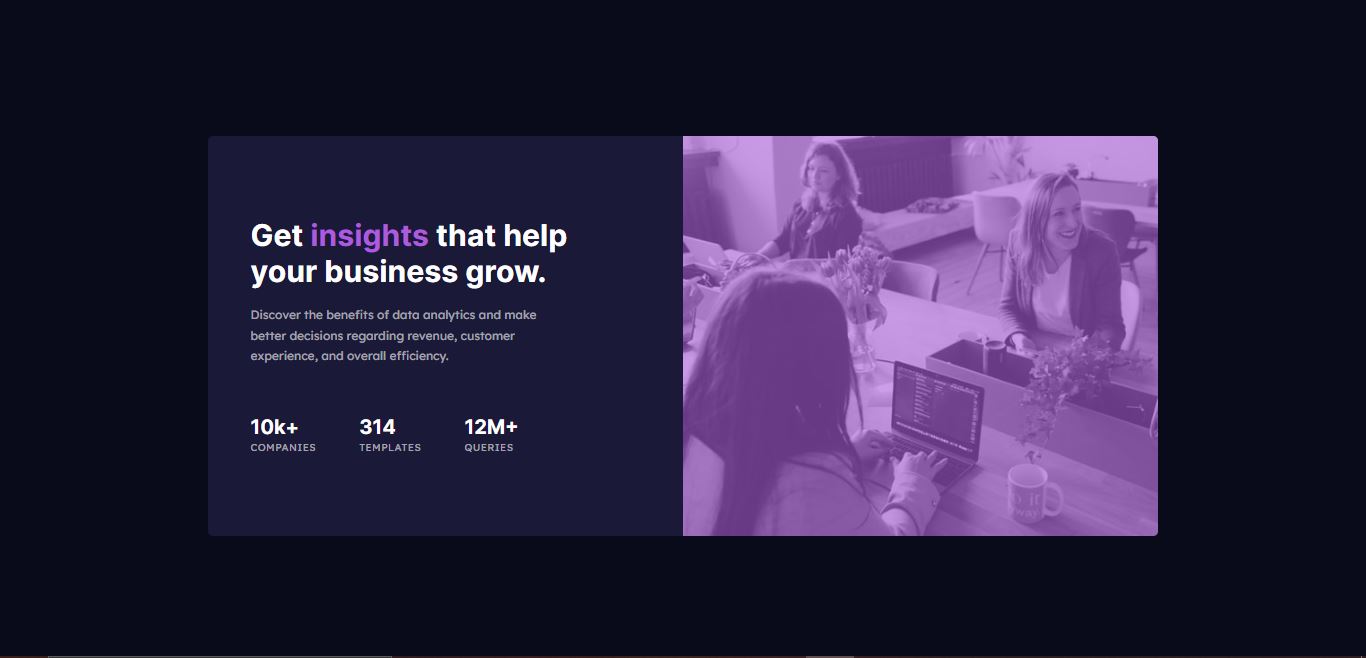 Get insights that help
your business grow.
Discover the benefits of data analytics and make
better decisions regarding revenue, customer
experience, and overall efficiency.
10k+ 314 12M+
COMPANIES TEMPLATES QUERIES